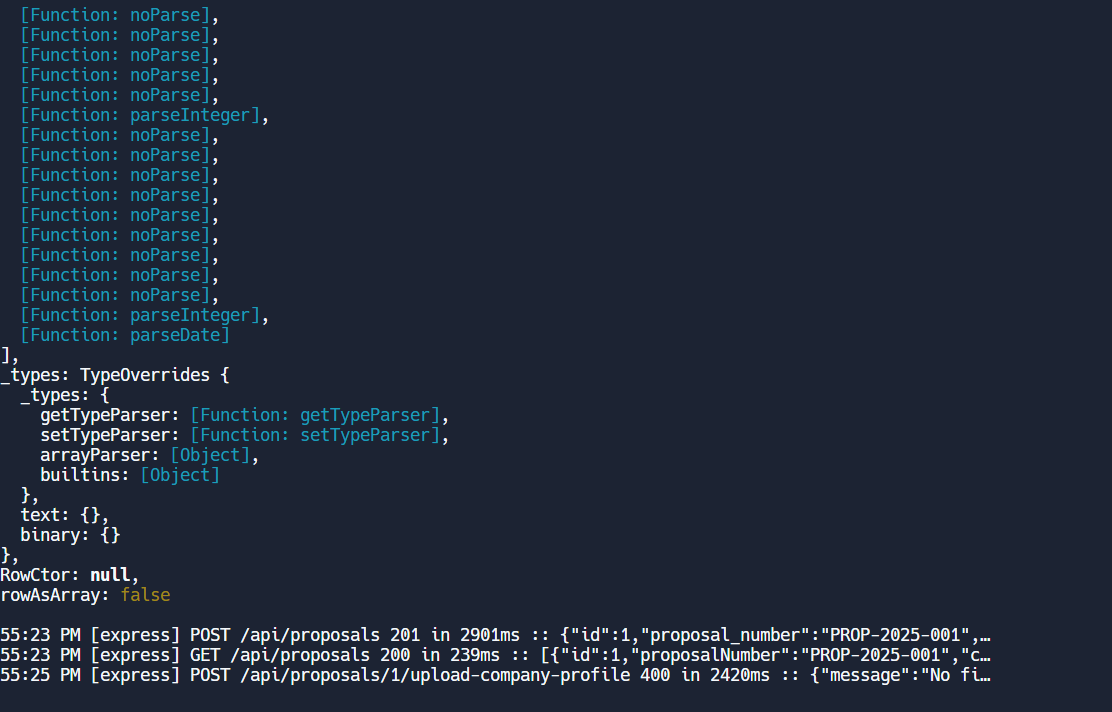 [Function: noParse],
[Function: noParse],
[Function: noParse],
[Function: noParse],
[Function: noParse],
[Function: parseInteger],
[Function: noParse],
[Function: noParse],
[Function: noParse],
[Function: noParse],
[Function: noParse],
[Function: noParse],
[Function: noParse],
[Function: noParse],
[Function: noParse],
[Function: parseInteger],
[Function: parseDate]
],
_types: TypeOverrides {
_types: {
getTypeParser: [Function: getTypeParser],
setTypeParser: [Function: setTypeParser],
arrayParser: [Object],
builtins: [Object]
},
text: {},
binary: {}
},
RowCtor: null,
rowAsArray: false
55:23 PM [express] POST /api/proposals 201 in 2901ms :: {"id":1,"proposal_number":"PROP-2025-001",…
55:23 PM [express] GET /api/proposals 200 in 239ms :: [{"id":1,"proposalNumber":"PROP-2025-001","c…
55:25 PM [express] POST /api/proposals/1/upload-company-profile 400 in 2420ms :: {"message":"No fi…